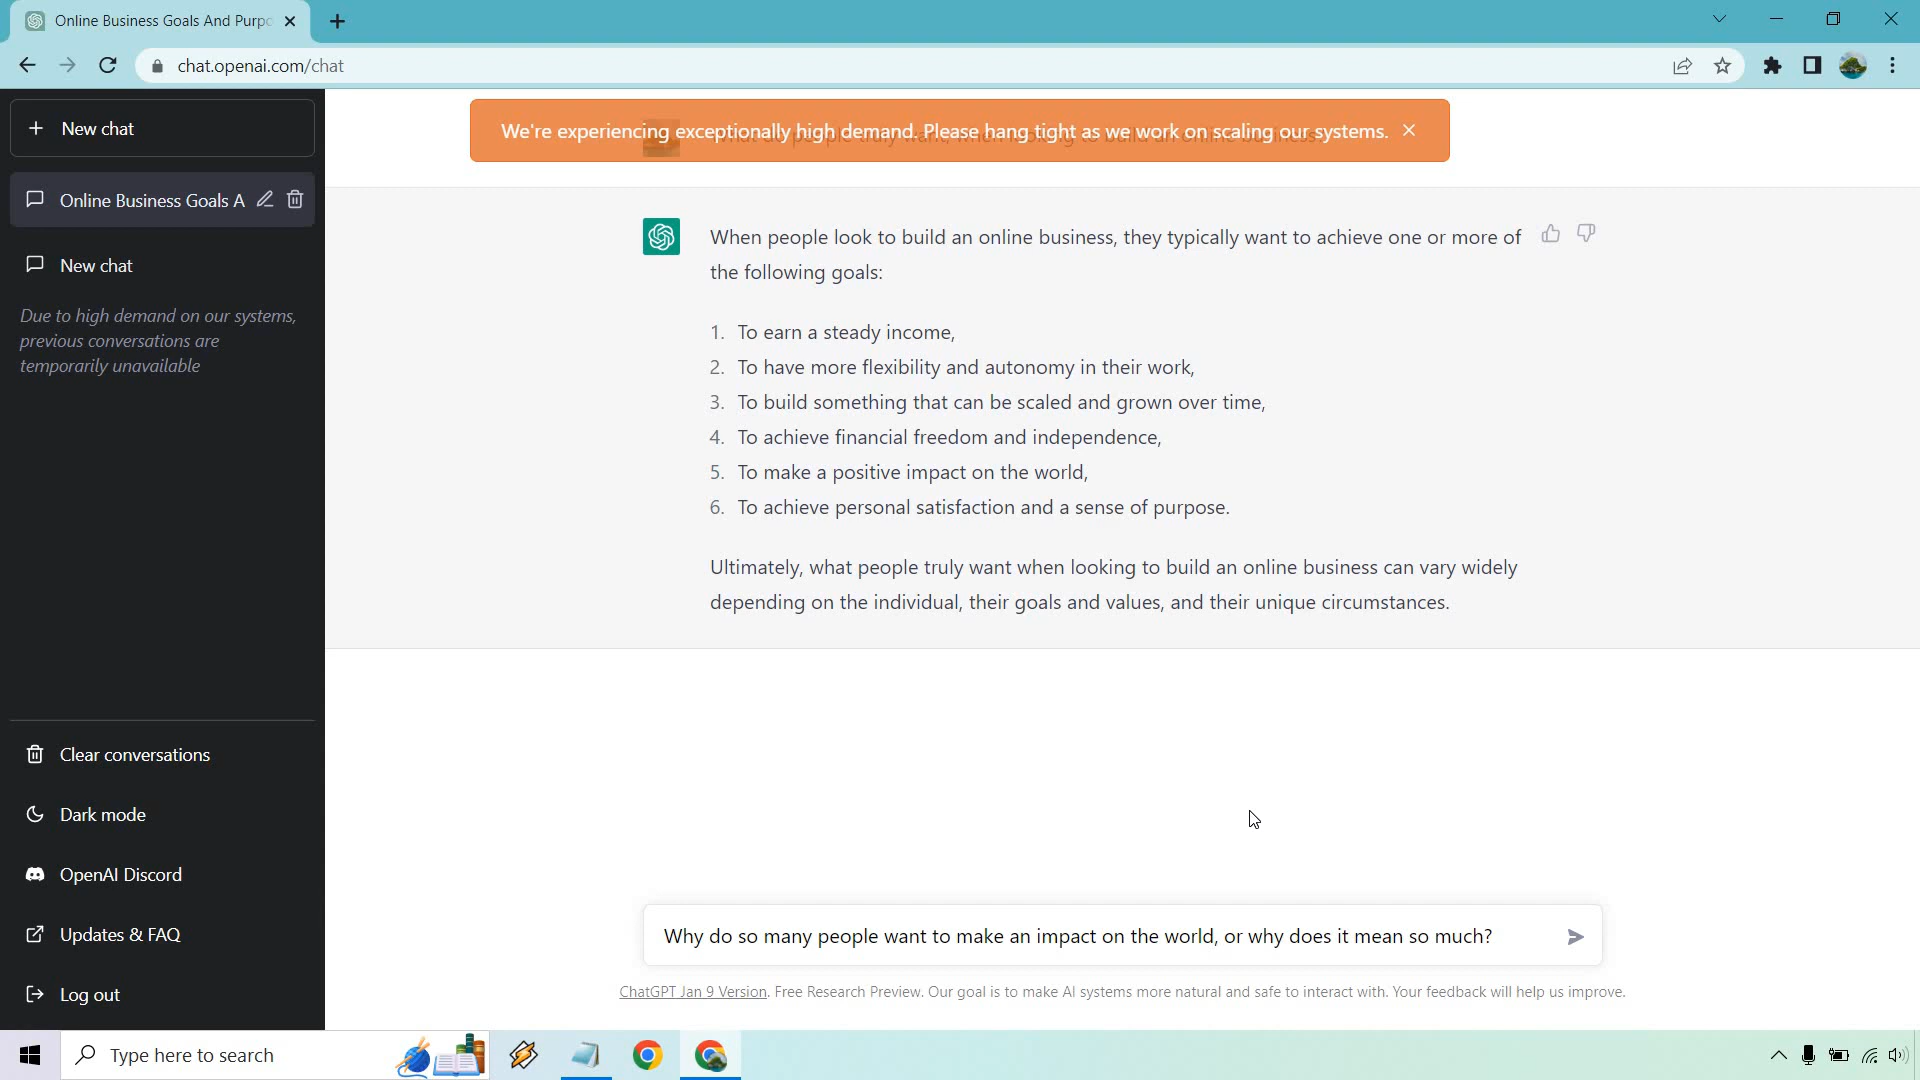 Online Business Goals And Purpo
chat.openai.com/chat
New chat
We're experiencing exceptionally high demand. Please hang tight as we work on scaling our systems.
Online Business Goals A
New chat
Due to high demand on our systems,
previous conversations are
temporarily unavailable
When people look to build an online business, they typically want to achieve one or more of
the following goals:
1. To earn a steady income,
2. To have more flexibility and autonomy in their work,
3. To build something that can be scaled and grown over time,
4. To achieve financial freedom and independence,
5. To make a positive impact on the world,
6. To achieve personal satisfaction and a sense of purpose.
Ultimately, what people truly want when looking to build an online business can vary widely
depending on the individual, their goals and values, and their unique circumstances.
Clear conversations
Dark mode
OpenAI Discord
Updates & FAQ
Log out
Why do so many people want to make an impact on the world, or why does it mean so much?
ChatGPT Jan 9 Version. Free Research Preview. Our goal is to make AI systems more natural and safe to interact with. Your feedback will help us improve.
Type here to search